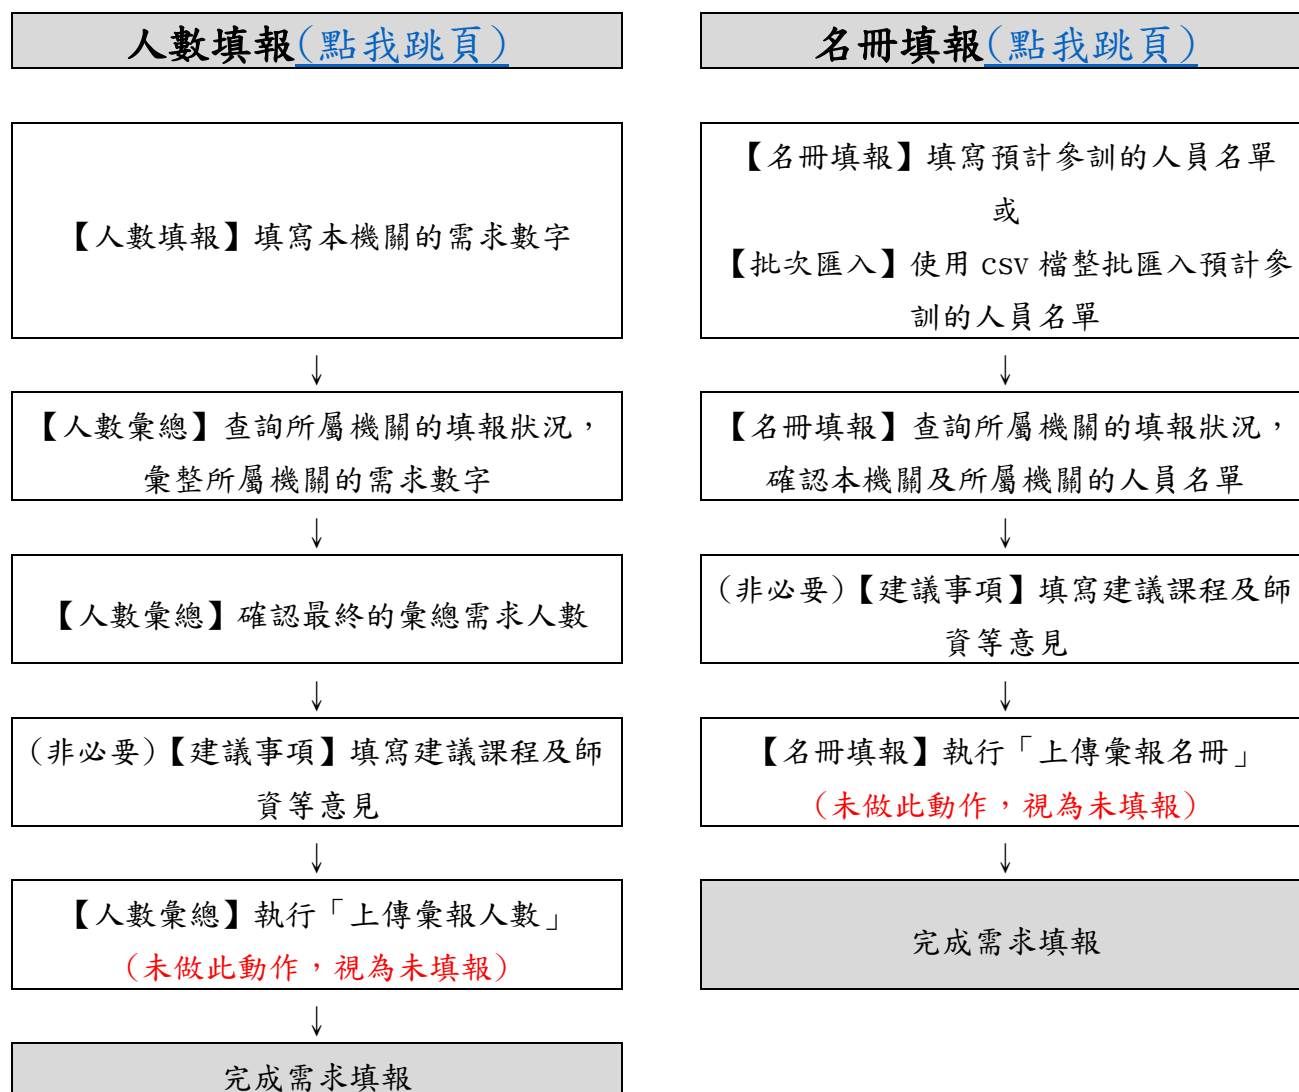 人數填報(點我跳頁)
【人數填報】填寫本機關的需求數字
↓
【人數彙總】查詢所屬機關的填報狀況，
彙整所屬機關的需求數字
↓
【人數彙總】確認最終的彙總需求人數
↓
(非必要)【建議事項】填寫建議課程及師
資等意見
↓
【人數彙總】執行「上傳彙報人數」
(未做此動作，視為未填報)
↓
完成需求填報
名冊填報(點我跳頁)
【名冊填報】填寫預計參訓的人員名單
或
【批次匯入】使用 csv 檔整批匯入預計參
訓的人員名單
↓
【名冊填報】查詢所屬機關的填報狀況，
確認本機關及所屬機關的人員名單
↓
(非必要)【建議事項】填寫建議課程及師
資等意見
↓
【名冊填報】執行「上傳彙報名冊」
(未做此動作，視為未填報)
↓
完成需求填報